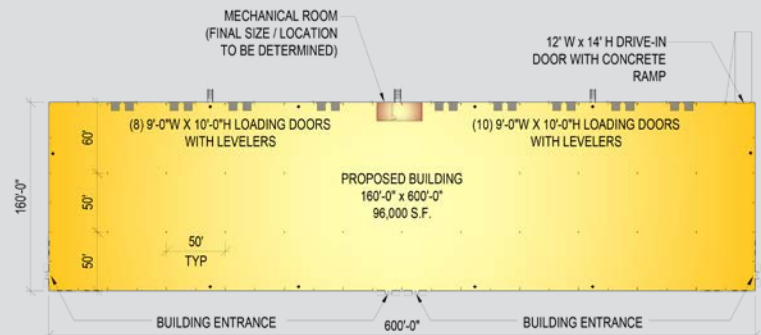 MECHANICAL ROOM
(FINAL SIZE / LOCATION
TO BE DETERMINED)
12' W x 14' H DRIVE-IN
DOOR WITH CONCRETE
RAMP
(8) 9'-0"W X 10'-0"H LOADING DOORS
WITH LEVELERS
(10) 9'-0"W X 10'-0"H LOADING DOORS
WITH LEVELERS
60'
160'-0"
50'
50'
PROPOSED BUILDING
160'-0" x 600'-0"
96,000 S.F.
50'
TYP
BUILDING ENTRANCE
BUILDING ENTRANCE
600'-0"